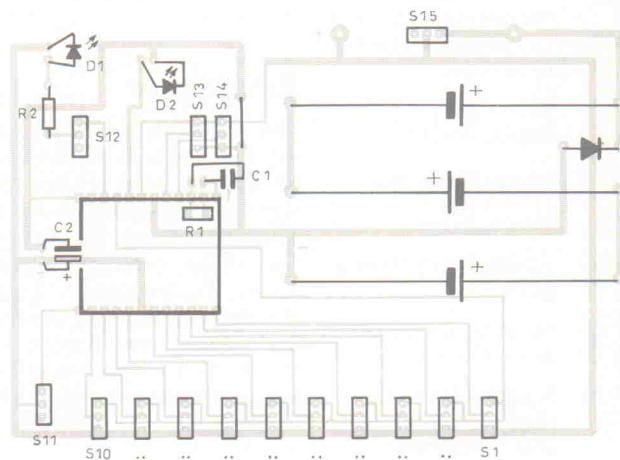 S15
D1
D2
S13
S14
R2
S12
C1
C2
R1
+
+
+
+
S11
S10 .. .. .. .. .. .. .. .. S1